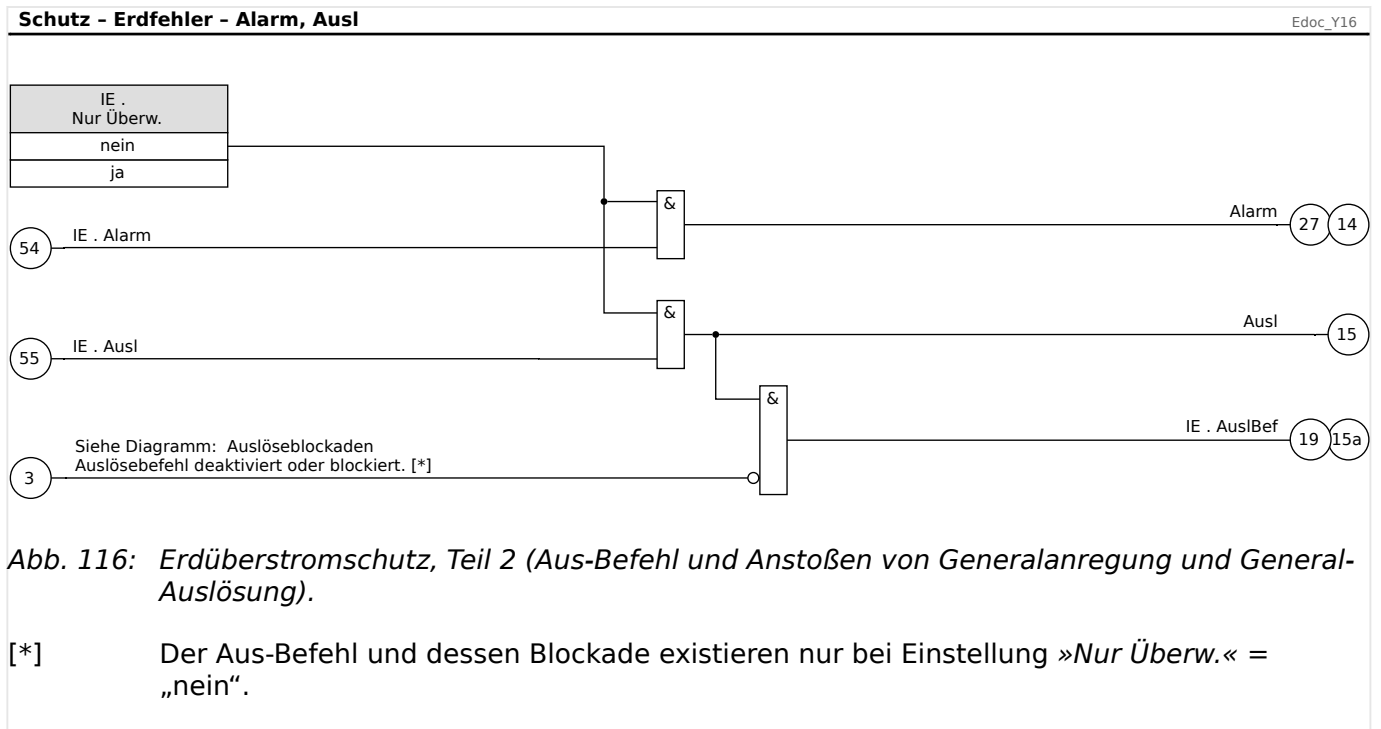 Schutz – Erdfehler – Alarm, Ausl
Edoc_Y16
IE .
Nur Überw.
nein
ja
&
Alarm
27
14
54
IE . Alarm
&
Ausl
15
55
IE . Ausl
&
IE . AuslBef
19
15a
Siehe Diagramm: Auslöseblockaden
Auslösebefehl deaktiviert oder blockiert. [*]
3
Abb. 116: Erdüberstromschutz, Teil 2 (Aus-Befehl und Anstoßen von Generalanregung und General-
Auslösung).
[*] Der Aus-Befehl und dessen Blockade existieren nur bei Einstellung »Nur Überw.« =
„nein“.